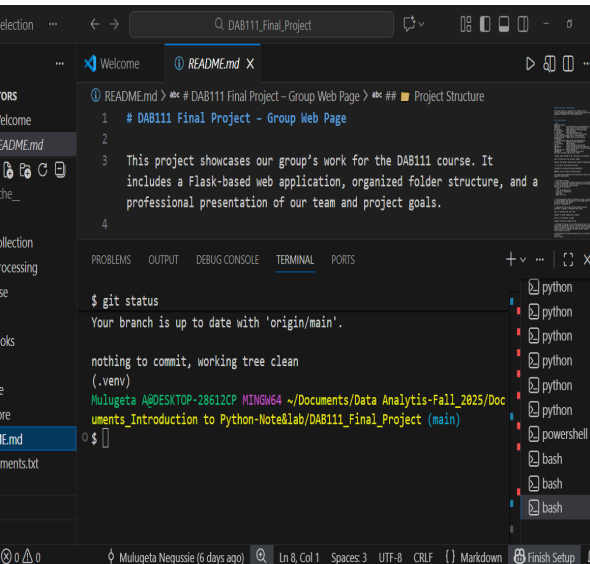 election ...
DAB111_Final_Project
Welcome
README.md
TORS
Welcome
EADME.md
che__
ollection
rocessing
se
oks
e
ore
ME.md
ments.txt
README.md > # DAB111 Final Project – Group Web Page > ## Project Structure
1 # DAB111 Final Project – Group Web Page
2
3 This project showcases our group's work for the DAB111 course. It
includes a Flask-based web application, organized folder structure, and a
professional presentation of our team and project goals.
4
PROBLEMS OUTPUT DEBUG CONSOLE TERMINAL PORTS
$ git status
Your branch is up to date with 'origin/main'.
nothing to commit, working tree clean
(.venv)
Mulugeta A@DESKTOP-28612CP MINGW64 ~/Documents/Data Analytis-Fall_2025/Doc
uments_Introduction to Python-Note&lab/DAB111_Final_Project (main)
$
python
python
python
python
python
python
powershell
bash
bash
bash
0 0 Mulugeta Negussie (6 days ago) Ln 8, Col 1 Spaces: 3 UTF-8 CRLF {} Markdown Finish Setup